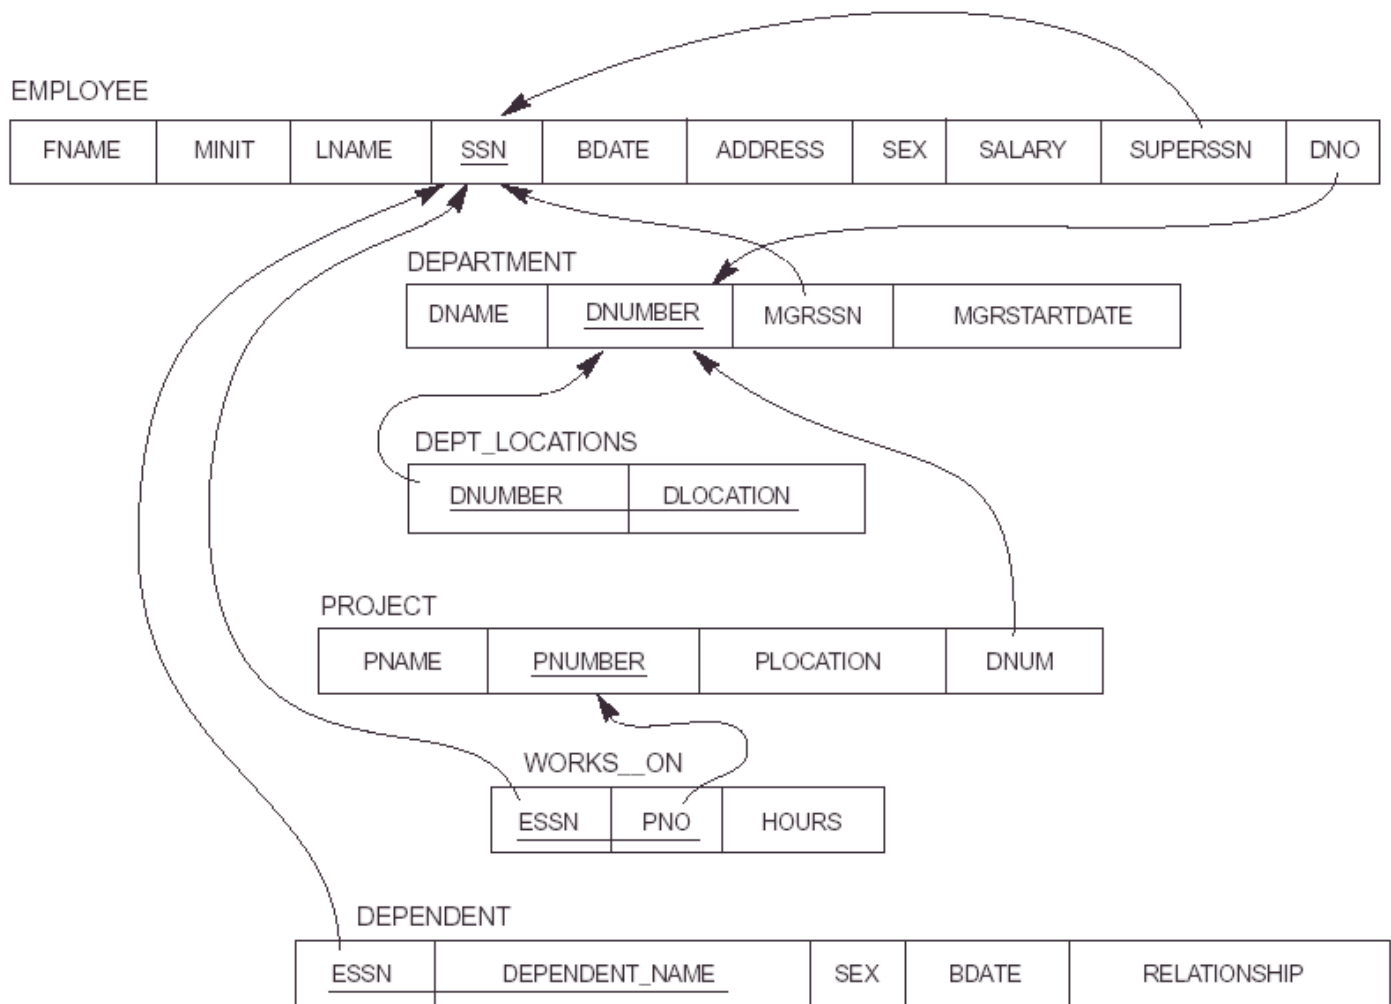 EMPLOYEE
FNAME MINIT LNAME SSN BDATE ADDRESS SEX SALARY SUPERSSN DNO
DEPARTMENT
DNAME DNUMBER MGRSSN MGRSTARTDATE
DEPT_LOCATIONS
DNUMBER DLOCATION
PROJECT
PNAME PNUMBER PLOCATION DNUM
WORKS__ON
ESSN PNO HOURS
DEPENDENT
ESSN DEPENDENT_NAME SEX BDATE RELATIONSHIP